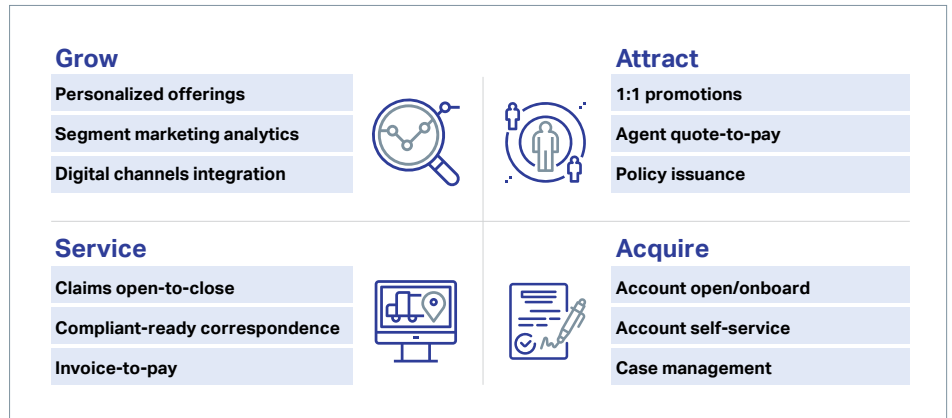 Grow
Personalized offerings
Segment marketing analytics
Digital channels integration
Attract
1:1 promotions
Agent quote-to-pay
Policy issuance
Service
Claims open-to-close
Compliant-ready correspondence
Invoice-to-pay
Acquire
Account open/onboard
Account self-service
Case management